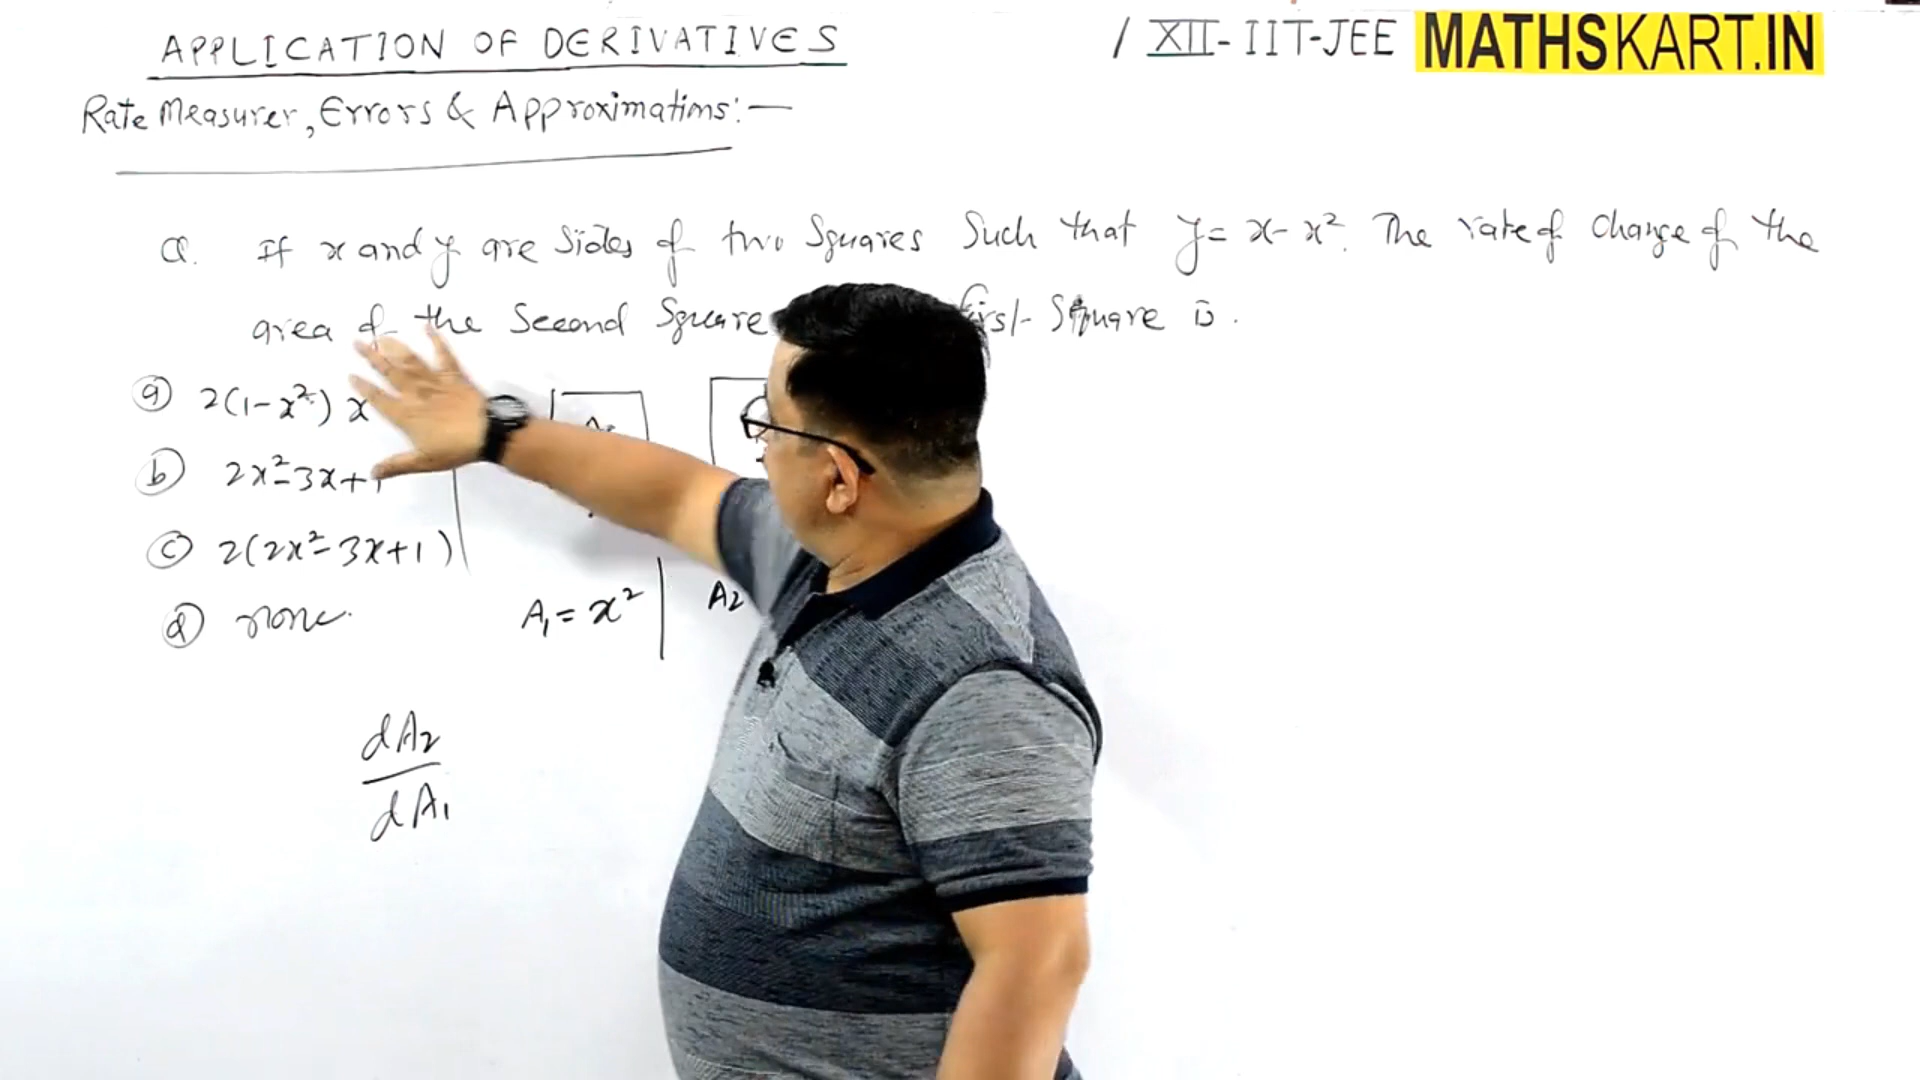 APPLICATION OF DERIVATIVES / XII-IIT-JEE MATHSKART.IN
Rate Measurer, Errors & Approximations:—
Q. If x and y are sides of two squares Such that y = x - x². The rate of change of the
area of the second Square first Square is.
(a) 2(1-x²) x
(b) 2x²-3x+1
(c) 2(2x²-3x+1)
(d) none.
A₁ = x² A₂
dA₂
dA₁